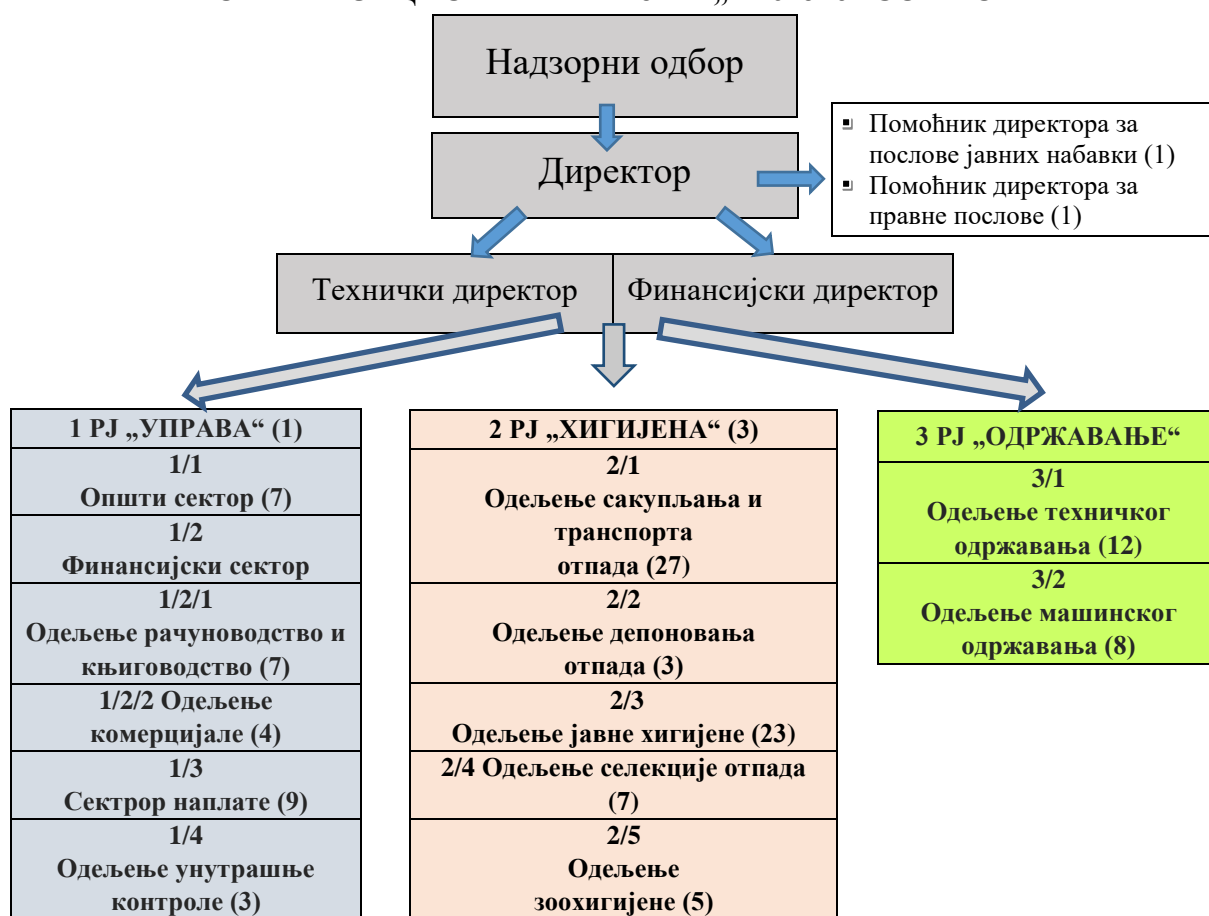 Надзорни одбор
Директор
▪ Помоћник директора за
послове јавних набавки (1)
▪ Помоћник директора за
правне послове (1)
Технички директор
Финансијски директор
1 РЈ „УПРАВА“ (1)
1/1
Општи сектор (7)
1/2
Финансијски сектор
1/2/1
Одељење рачуноводство и
књиговодство (7)
1/2/2 Одељење
комерцијале (4)
1/3
Сектрор наплате (9)
1/4
Одељење унутрашње
контроле (3)
2 РЈ „ХИГИЈЕНА“ (3)
2/1
Одељење сакупљања и
транспорта
отпада (27)
2/2
Одељење депоновања
отпада (3)
2/3
Одељење јавне хигијене (23)
2/4 Одељење селекције отпада
(7)
2/5
Одељење
зоохигијене (5)
3 РЈ „ОДРЖАВАЊЕ“
3/1
Одељење техничког
одржавања (12)
3/2
Одељење машинског
одржавања (8)